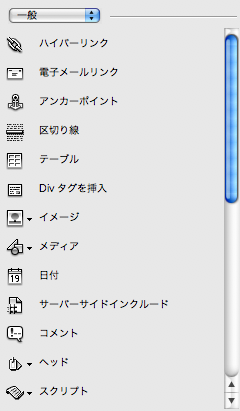 一般
ハイパーリンク
電子メールリンク
アンカーポイント
区切り線
テーブル
Div タグを挿入
イメージ
メディア
19
日付
サーバーサイドインクルード
コメント
ヘッド
スクリプト